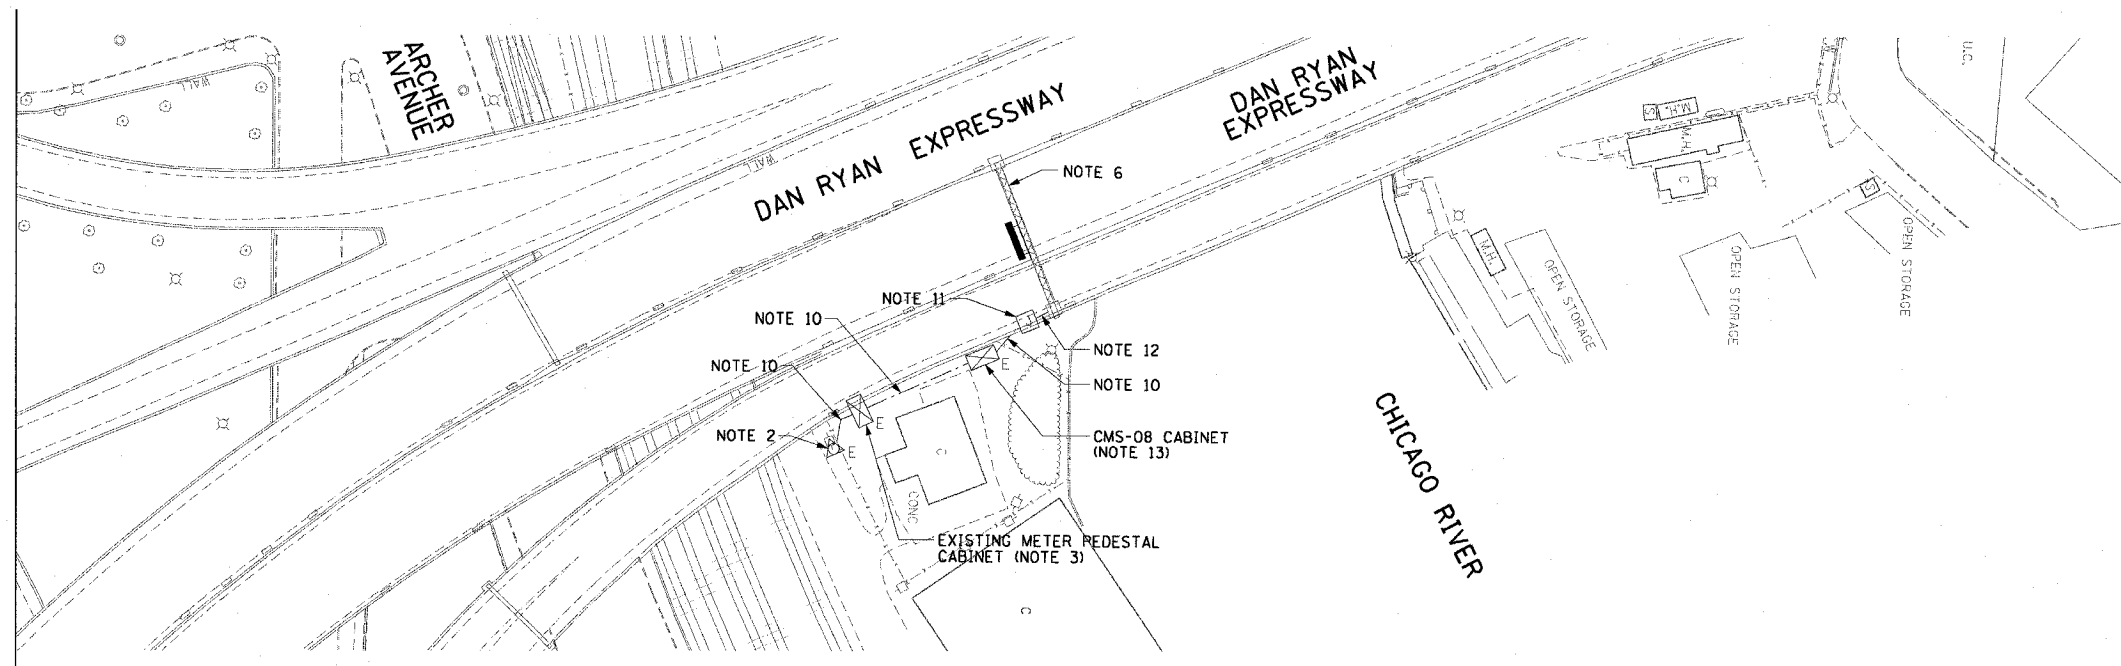 ARCHER
AVENUE
WALL
DAN RYAN EXPRESSWAY
WALL
DAN RYAN
EXPRESSWAY
U.C.
S
M.H.
M.H.
C
S
OPEN STORAGE
OPEN STORAGE
M.H.
OPEN STORAGE
NOTE 6
NOTE 11
J
NOTE 10
NOTE 12
NOTE 10
E
NOTE 10
NOTE 2
E
E
C
CONC
CMS-08 CABINET
(NOTE 13)
EXISTING METER PEDESTAL
CABINET (NOTE 3)
C
CHICAGO RIVER